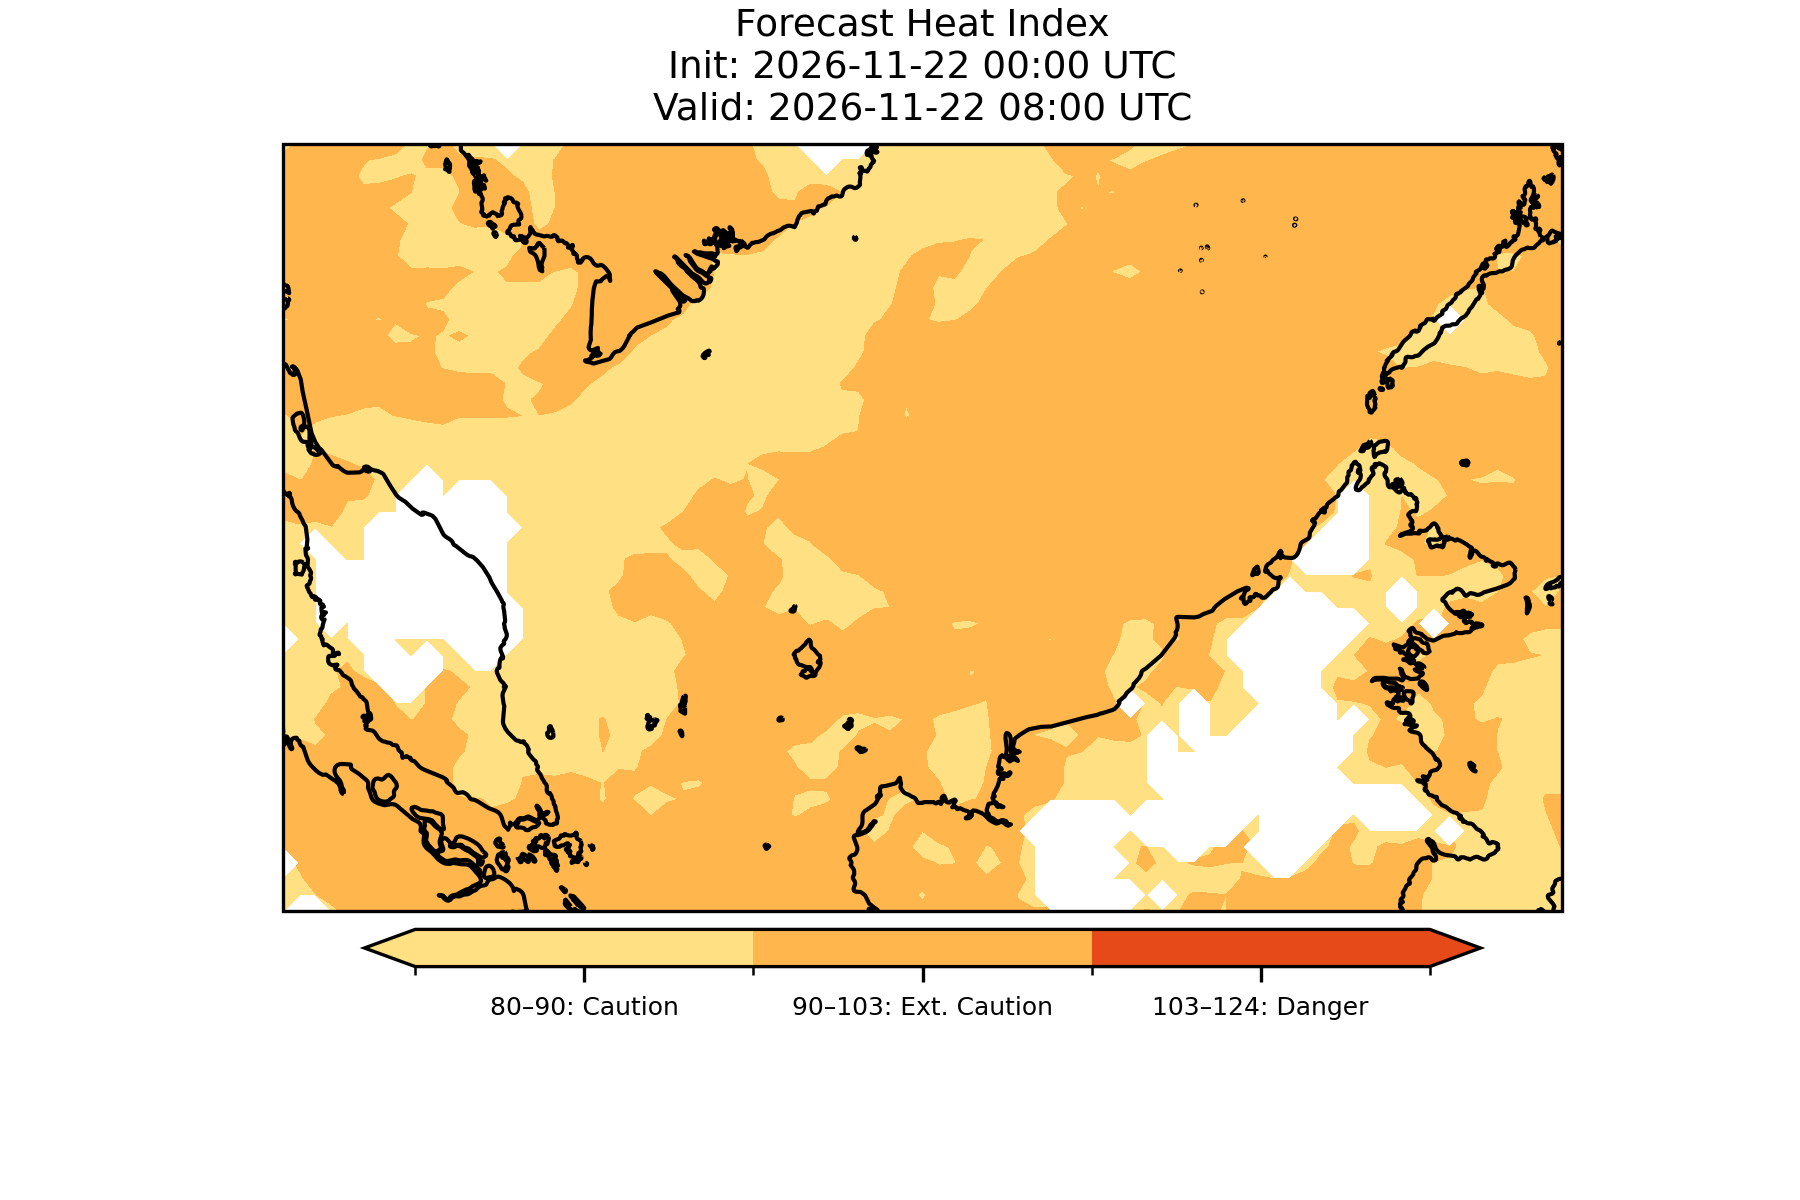 Forecast Heat Index
Init: 2026-11-22 00:00 UTC
Valid: 2026-11-22 08:00 UTC
80–90: Caution
90–103: Ext. Caution
103–124: Danger